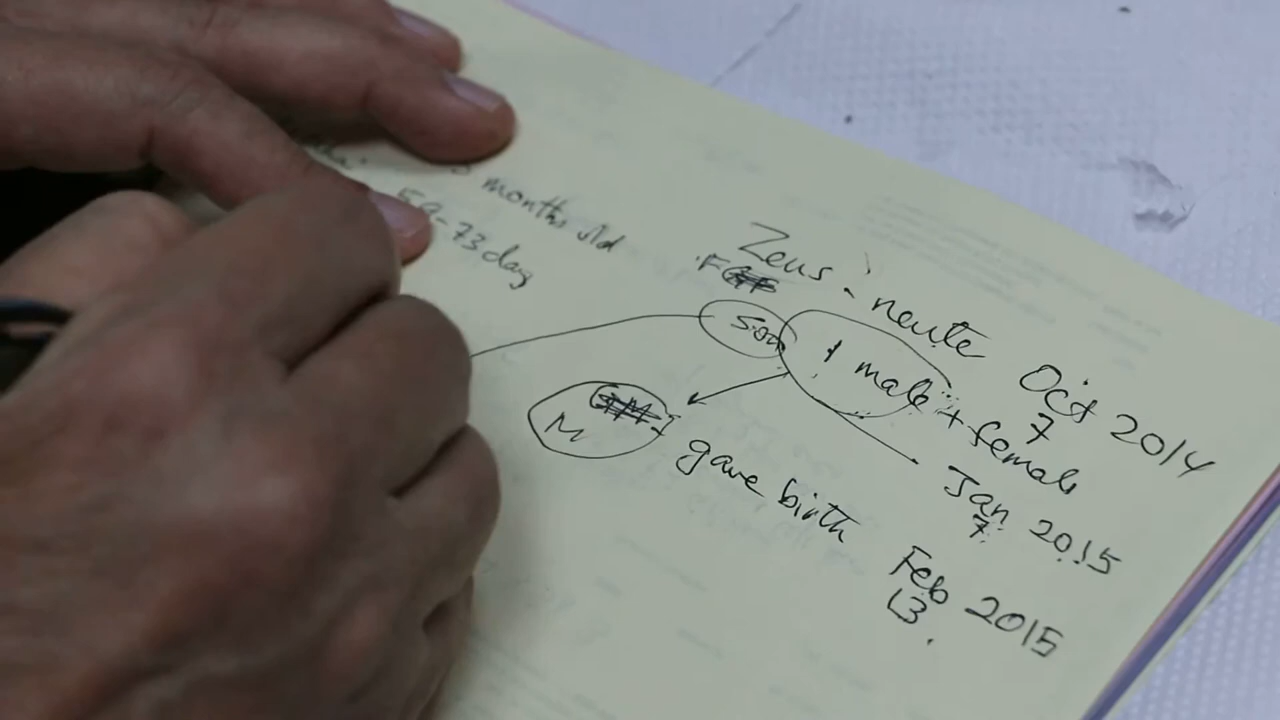 months old
-73 day
Zeus - neute Oct 2014
7
F
son 1 male + female
Jan 2015
7
M
gave birth Feb 2015
13